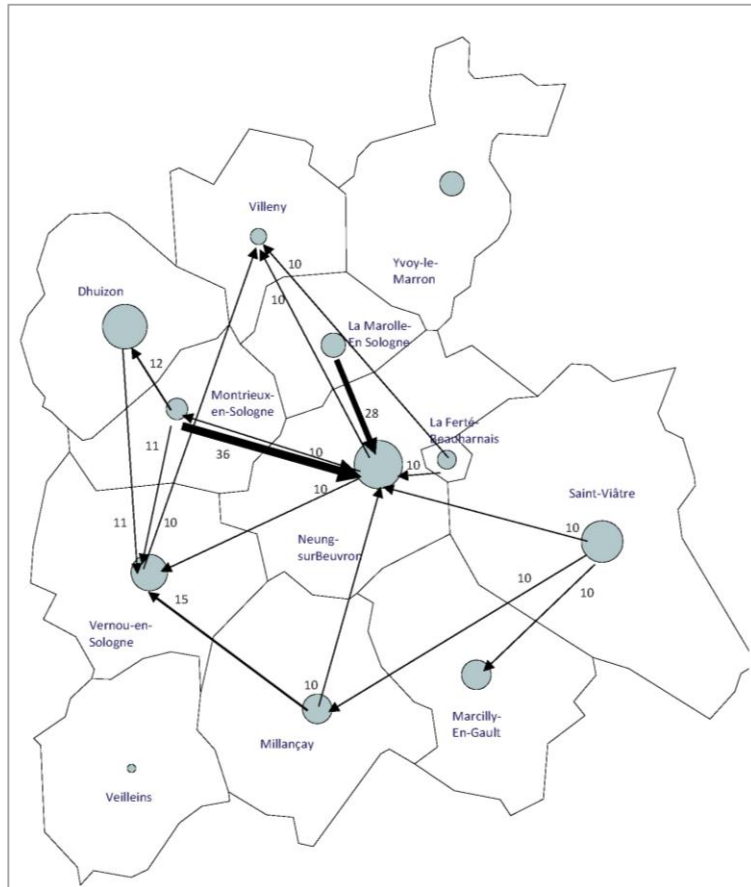 Villeny
Yvoy-le-
Marron
10
Dhuizon
10
La Marolle-
En Sologne
12
Montrieux-
en-Sologne
28
La Ferté-
Beauharnais
11
36
10
10
10
Saint-Viâtre
11
10
10
Neung-
surBeuvron
10
10
15
Vernou-en-
Sologne
10
Millançay
Marcilly-
En-Gault
Veilleins